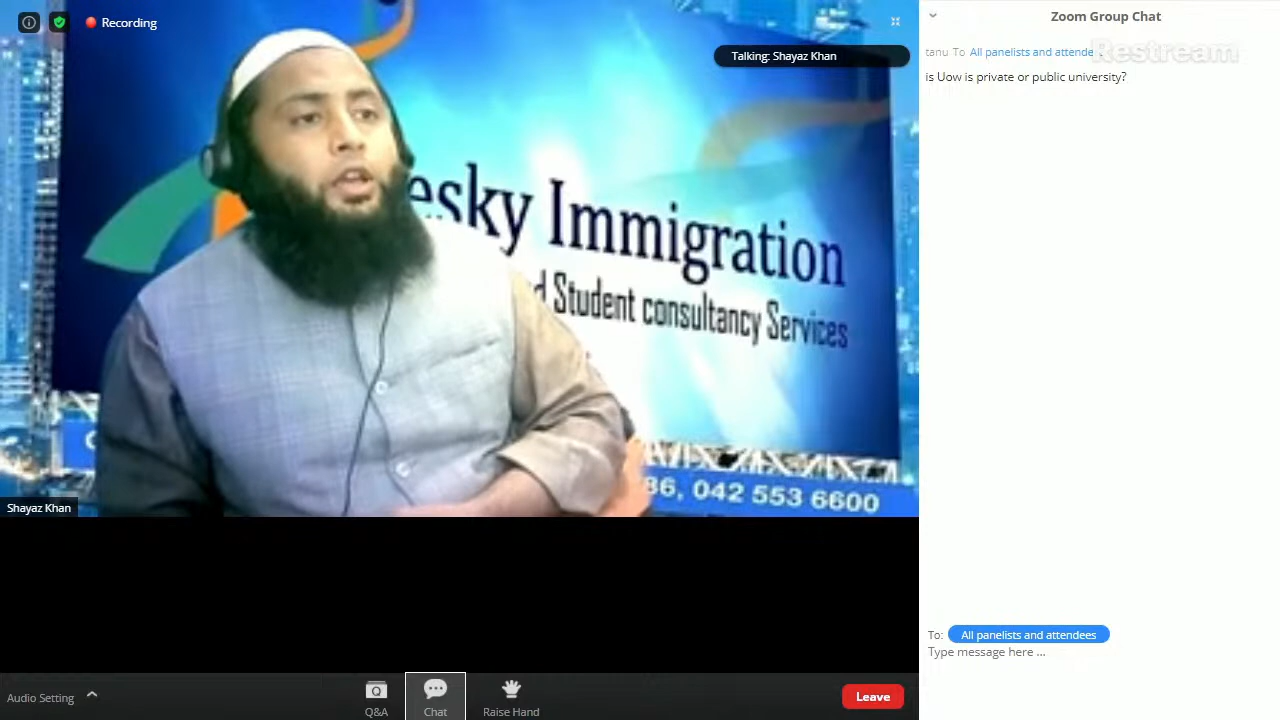 Recording
Talking: Shayaz Khan
esky Immigration
d Student consultancy Services
86, 042 553 6600
Shayaz Khan
Audio Setting
Q&A
Chat
Raise Hand
Leave
Zoom Group Chat
Restream
tanu To All panelists and attende
is Uow is private or public university?
To: All panelists and attendees
Type message here ...